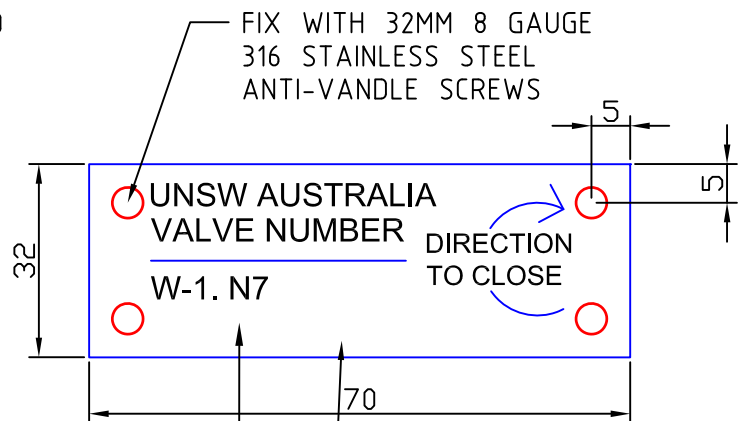 FIX WITH 32MM 8 GAUGE
316 STAINLESS STEEL
ANTI-VANDLE SCREWS
5
5
UNSW AUSTRALIA
VALVE NUMBER
DIRECTION
TO CLOSE
32
W-1. N7
70